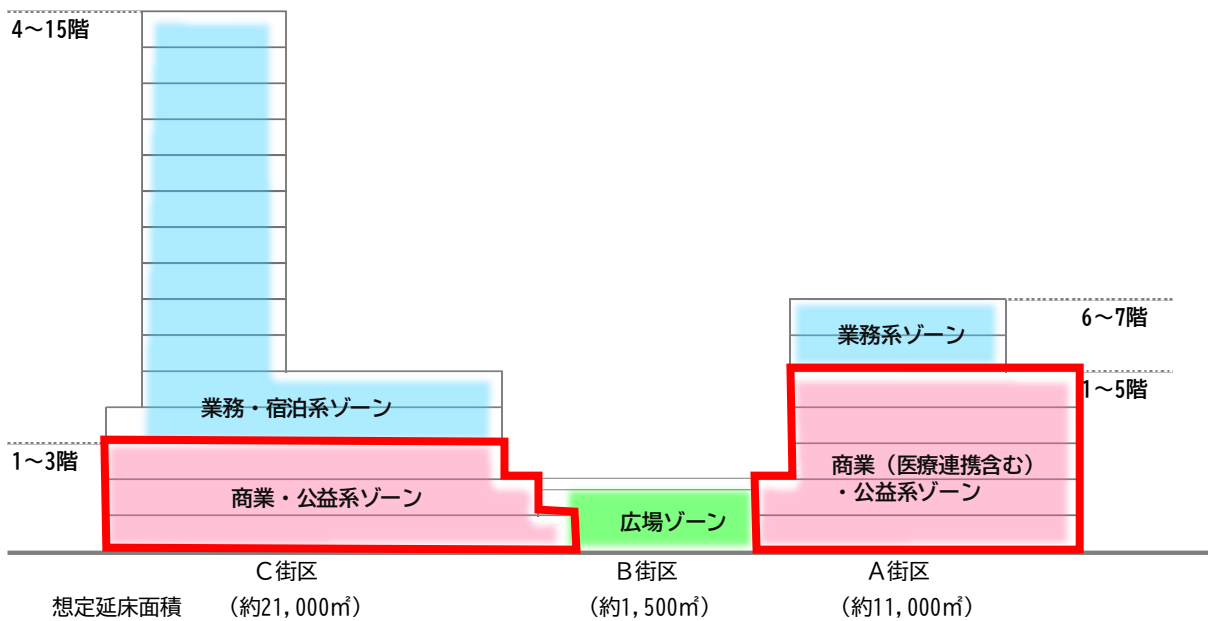 4～15階
6～7階
業務系ゾーン
1～5階
業務・宿泊系ゾーン
1～3階
商業・公益系ゾーン
商業（医療連携含む）
・公益系ゾーン
広場ゾーン
C街区
B街区
A街区
想定延床面積 （約21,000㎡） （約1,500㎡） （約11,000㎡）